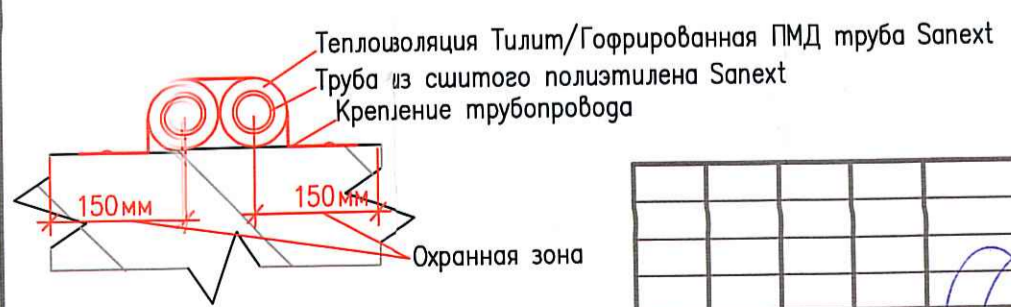 Теплоизоляция Тилит/Гофрированная ПМД труба Sanext
Труба из сшитого полиэтилена Sanext
Крепление трубопровода
150мм
150мм
Охранная зона